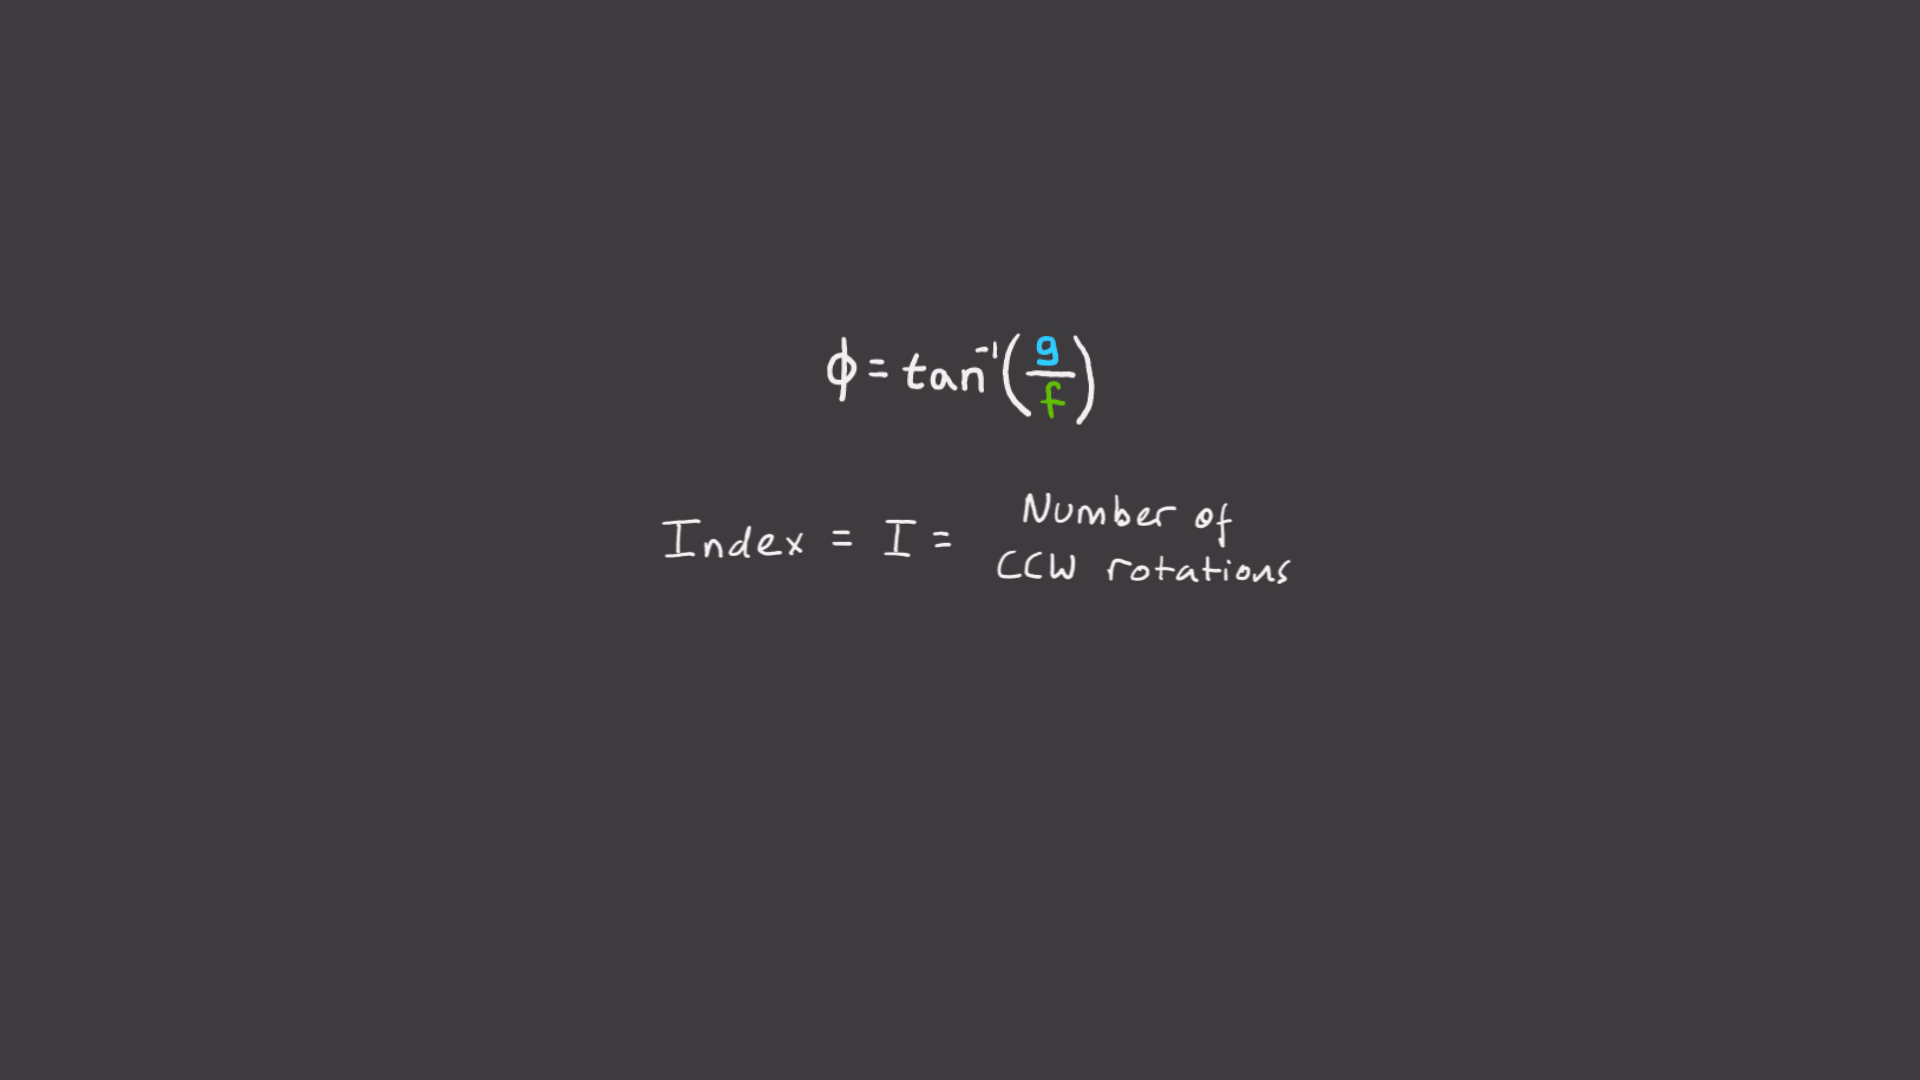 ϕ = tan⁻¹(g/f)
Index = I = Number of
CCW rotations